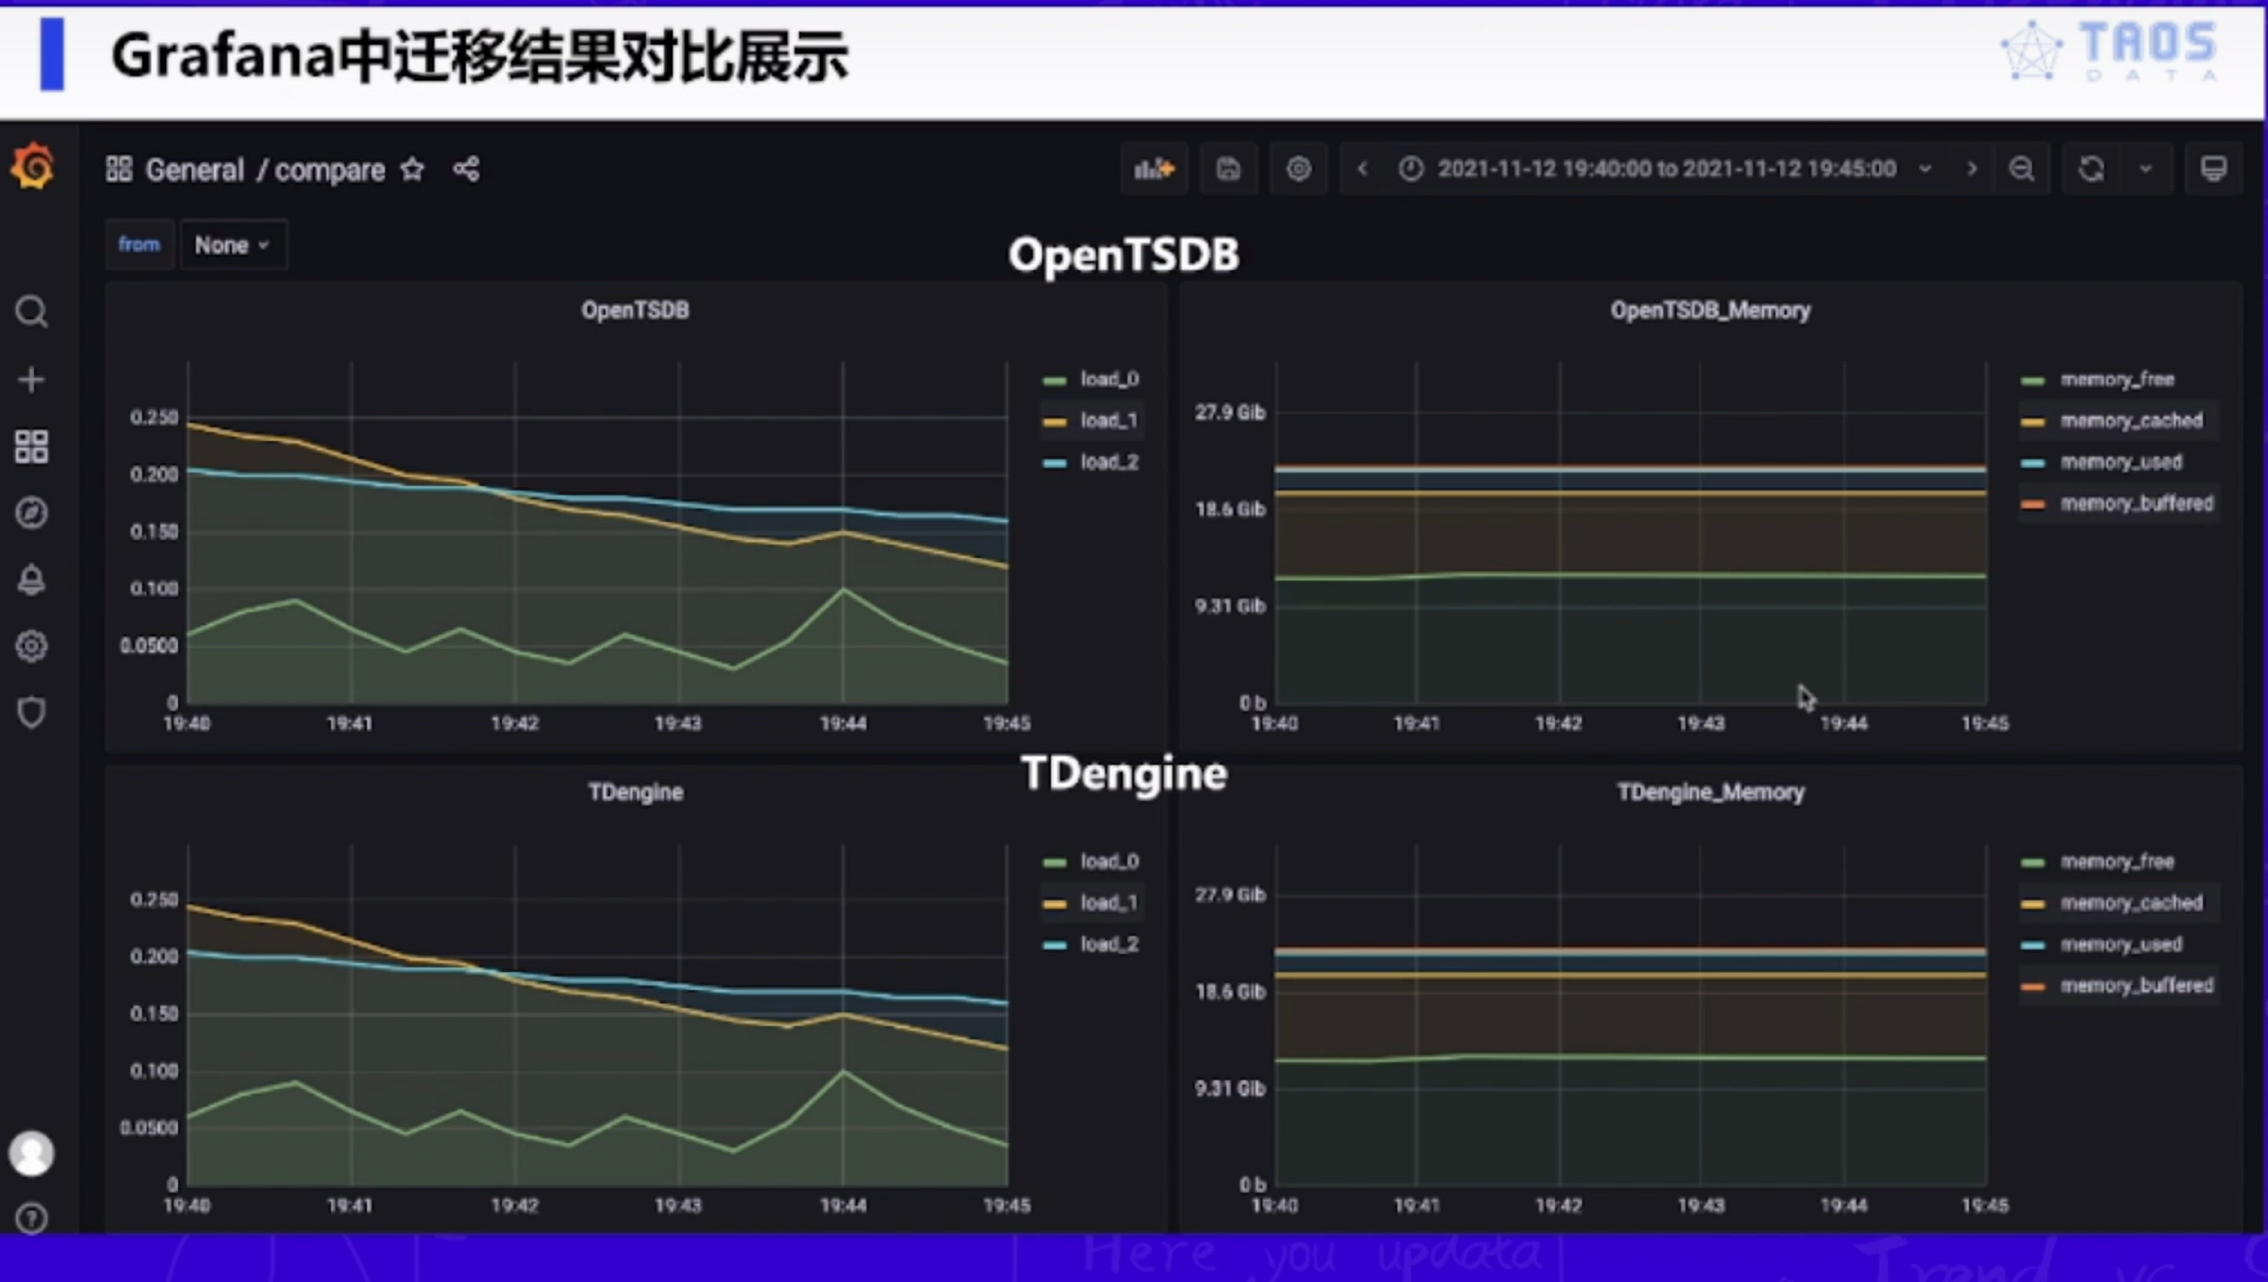 Grafana中迁移结果对比展示
TAOS
DATA
General / compare
2021-11-12 19:40:00 to 2021-11-12 19:45:00
from
None
OpenTSDB
OpenTSDB
0.250
0.200
0.150
0.100
0.0500
0
19:40
19:41
19:42
19:43
19:44
19:45
load_0
load_1
load_2
OpenTSDB_Memory
27.9 Gib
18.6 Gib
9.31 Gib
0 b
19:40
19:41
19:42
19:43
19:44
19:45
memory_free
memory_cached
memory_used
memory_buffered
TDengine
TDengine
0.250
0.200
0.150
0.100
0.0500
0
19:40
19:41
19:42
19:43
19:44
19:45
load_0
load_1
load_2
TDengine_Memory
27.9 Gib
18.6 Gib
9.31 Gib
0 b
19:40
19:41
19:42
19:43
19:44
19:45
memory_free
memory_cached
memory_used
memory_buffered
Here you updata
Trend vs